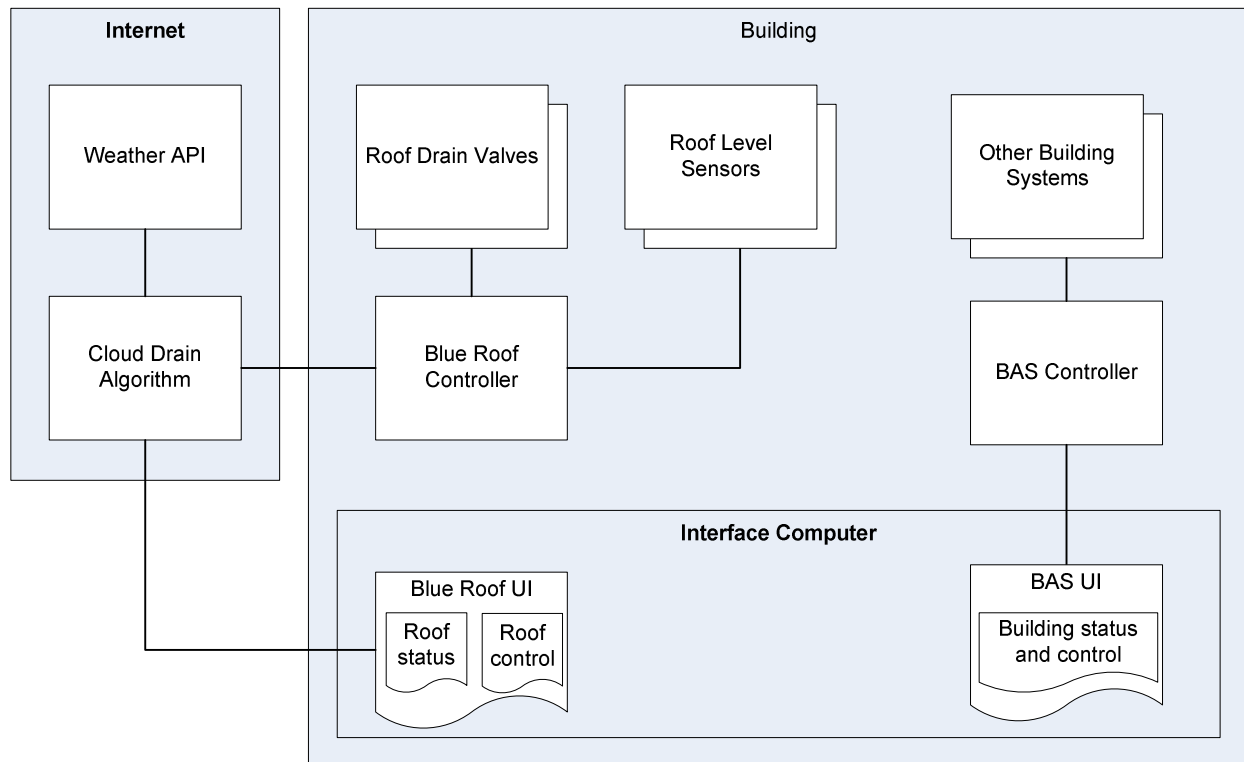 Internet
Building
Weather API
Roof Drain Valves
Roof Level
Sensors
Other Building
Systems
Cloud Drain
Algorithm
Blue Roof
Controller
BAS Controller
Interface Computer
Blue Roof UI
Roof
status
Roof
control
BAS UI
Building status
and control